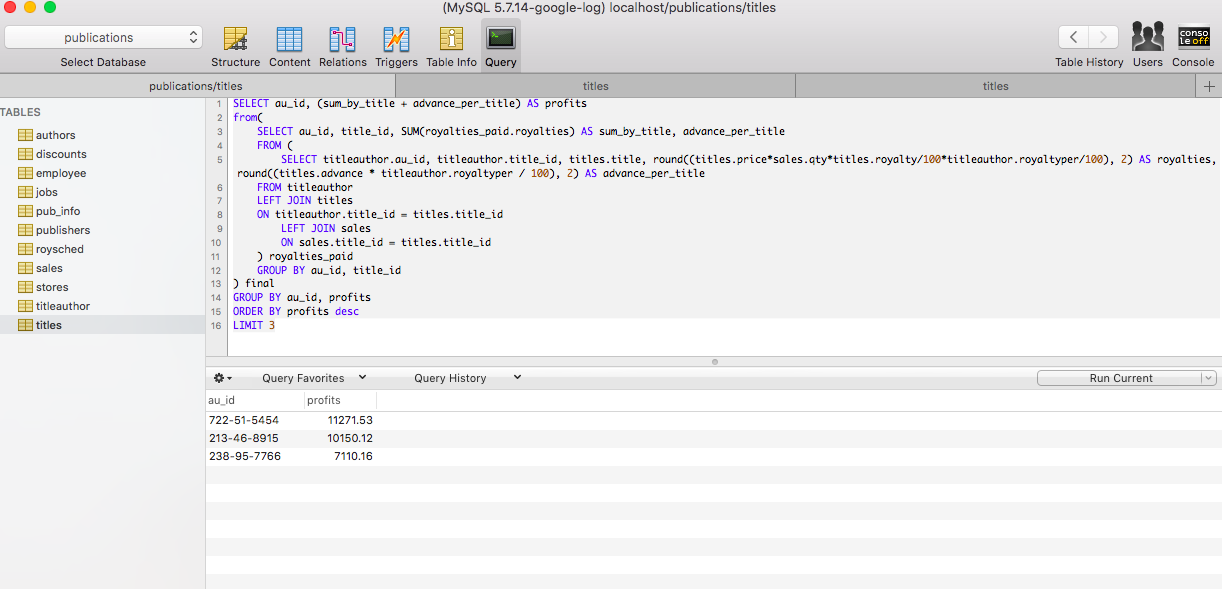 (MySQL 5.7.14-google-log) localhost/publications/titles
publications
Select Database
Structure Content Relations Triggers Table Info Query
Table History Users Console
conso
le off
publications/titles titles titles
TABLES
authors
discounts
employee
jobs
pub_info
publishers
roysched
sales
stores
titleauthor
titles
1 SELECT au_id, (sum_by_title + advance_per_title) AS profits
2 from(
3 SELECT au_id, title_id, SUM(royalties_paid.royalties) AS sum_by_title, advance_per_title
4 FROM (
5 SELECT titleauthor.au_id, titleauthor.title_id, titles.title, round((titles.price*sales.qty*titles.royalty/100*titleauthor.royaltyper/100), 2) AS royalties,
round((titles.advance * titleauthor.royaltyper / 100), 2) AS advance_per_title
6 FROM titleauthor
7 LEFT JOIN titles
8 ON titleauthor.title_id = titles.title_id
9 LEFT JOIN sales
10 ON sales.title_id = titles.title_id
11 ) royalties_paid
12 GROUP BY au_id, title_id
13 ) final
14 GROUP BY au_id, profits
15 ORDER BY profits desc
16 LIMIT 3
Query Favorites Query History Run Current
au_id profits
722-51-5454 11271.53
213-46-8915 10150.12
238-95-7766 7110.16